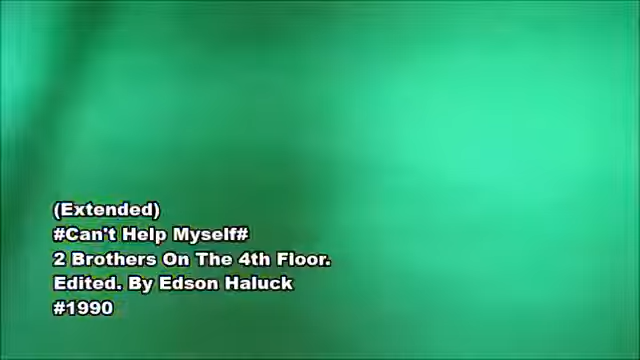 (Extended)
#Can't Help Myself#
2 Brothers On The 4th Floor.
Edited. By Edson Haluck
#1990